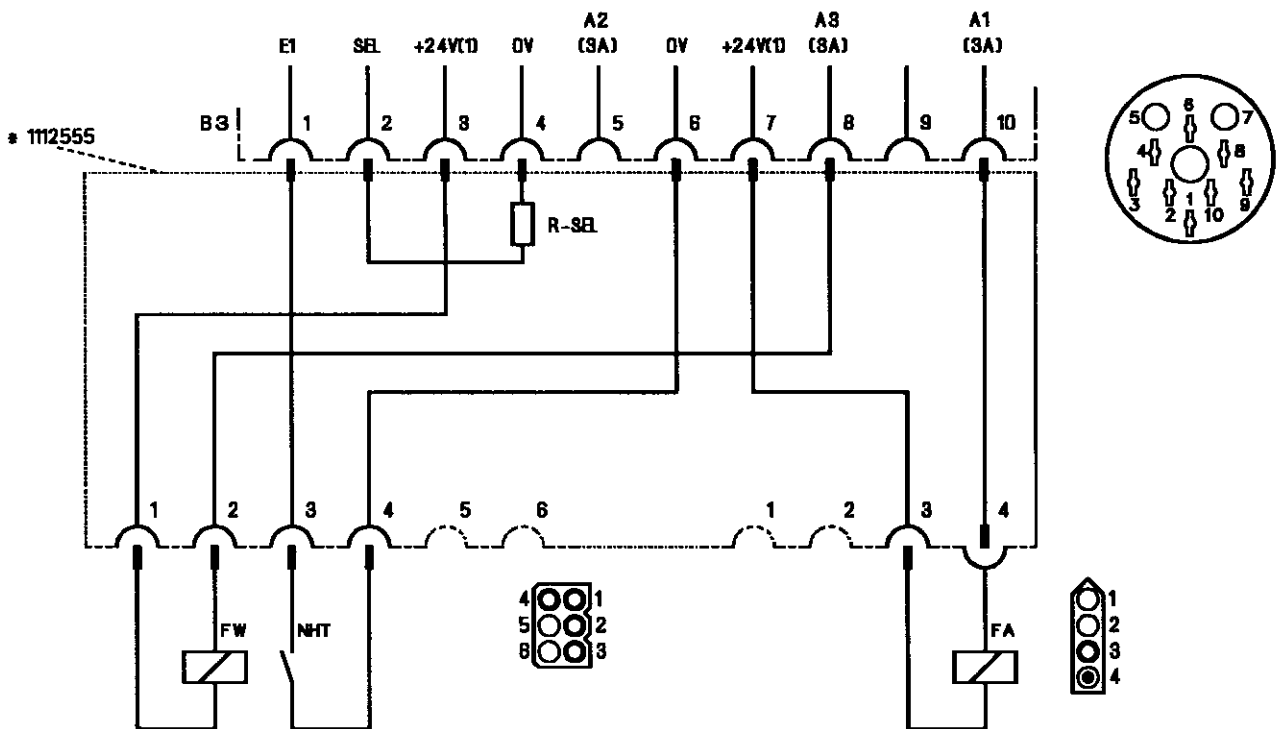 A2 A3 A1
E1 SEL +24V(1) 0V (3A) 0V +24V(1) (3A) (3A)
B3 1 2 3 4 5 6 7 8 9 10
* 1112555
R-SEL
5 6 7
4 8
3 2 1 10 9
1 2 3 4 5 6 1 2 3 4
FW NHT FA
4 1
5 2
6 3
1
2
3
4